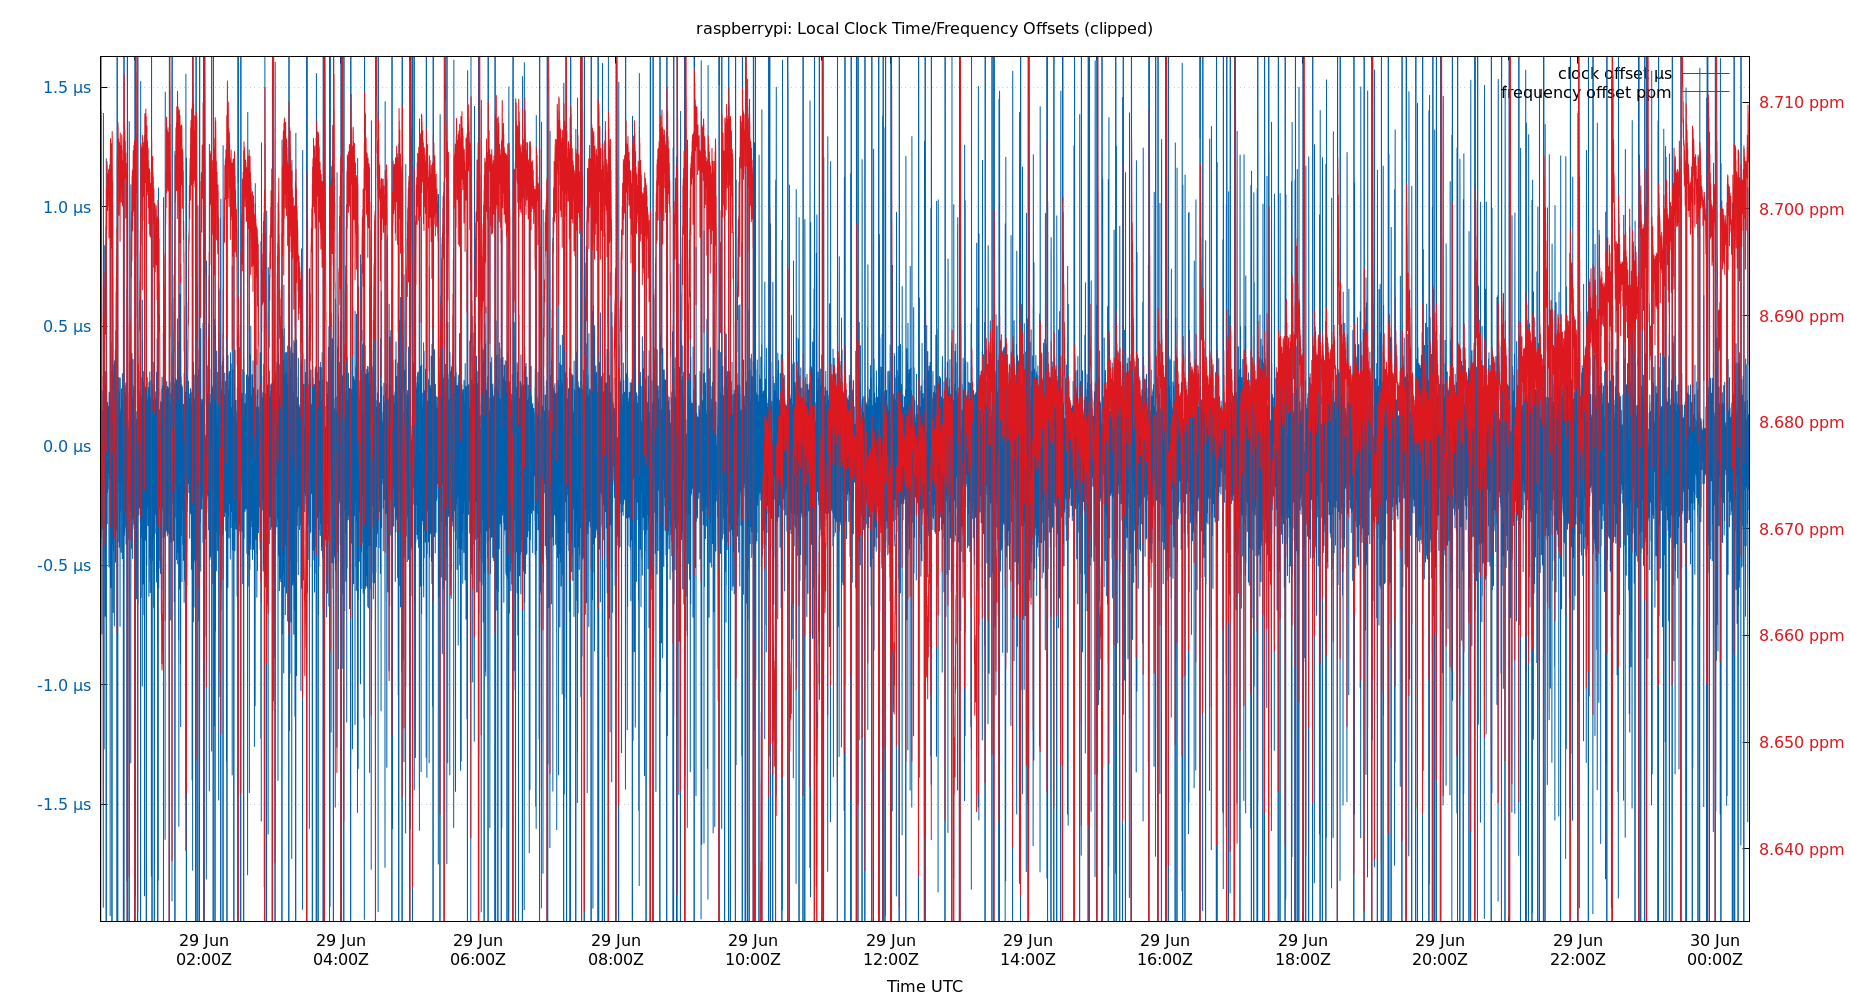 raspberrypi: Local Clock Time/Frequency Offsets (clipped)
clock offset µs
frequency offset ppm
1.5 µs
1.0 µs
0.5 µs
0.0 µs
-0.5 µs
-1.0 µs
-1.5 µs
8.710 ppm
8.700 ppm
8.690 ppm
8.680 ppm
8.670 ppm
8.660 ppm
8.650 ppm
8.640 ppm
29 Jun 29 Jun 29 Jun 29 Jun 29 Jun 29 Jun 29 Jun 29 Jun 29 Jun 29 Jun 29 Jun 30 Jun
02:00Z 04:00Z 06:00Z 08:00Z 10:00Z 12:00Z 14:00Z 16:00Z 18:00Z 20:00Z 22:00Z 00:00Z
Time UTC